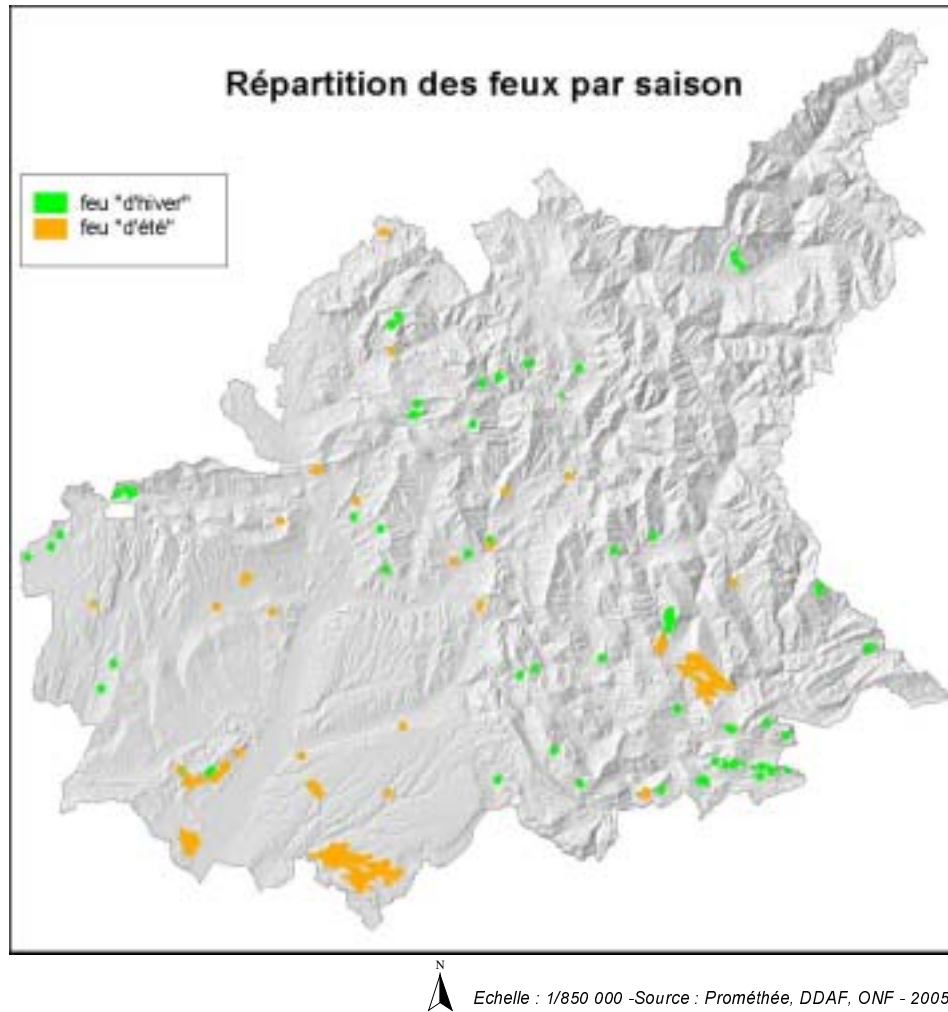 Répartition des feux par saison
feu "d'hiver"
feu "d'été"
N
Echelle : 1/850 000 -Source : Prométhée, DDAF, ONF - 2005